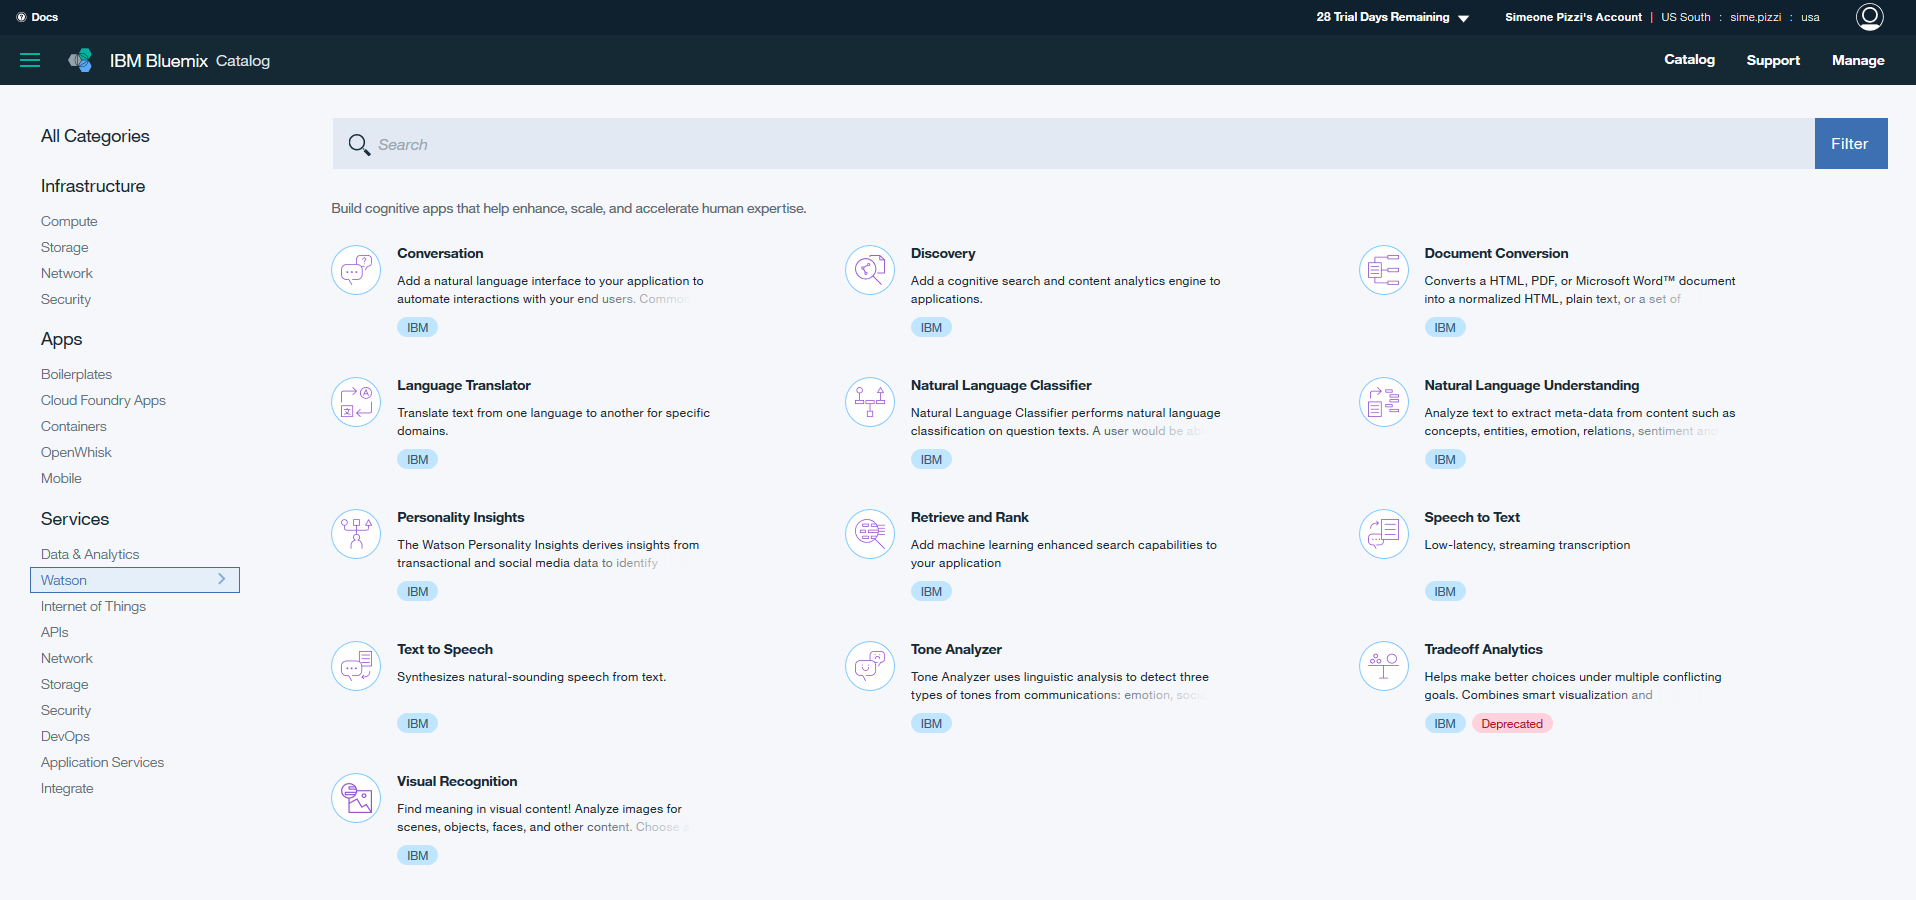 Docs
28 Trial Days Remaining
Simeone Pizzi's Account | US South : sime.pizzi : usa
IBM Bluemix Catalog
Catalog
Support
Manage
All Categories
Infrastructure
Compute
Storage
Network
Security
Apps
Boilerplates
Cloud Foundry Apps
Containers
OpenWhisk
Mobile
Services
Data & Analytics
Watson
Internet of Things
APIs
Network
Storage
Security
DevOps
Application Services
Integrate
Search
Filter
Build cognitive apps that help enhance, scale, and accelerate human expertise.
Conversation
Add a natural language interface to your application to
automate interactions with your end users. Common
IBM
Discovery
Add a cognitive search and content analytics engine to
applications.
IBM
Document Conversion
Converts a HTML, PDF, or Microsoft Word™ document
into a normalized HTML, plain text, or a set of
IBM
Language Translator
Translate text from one language to another for specific
domains.
IBM
Natural Language Classifier
Natural Language Classifier performs natural language
classification on question texts. A user would be
IBM
Natural Language Understanding
Analyze text to extract meta-data from content such as
concepts, entities, emotion, relations, sentiment and
IBM
Personality Insights
The Watson Personality Insights derives insights from
transactional and social media data to identify
IBM
Retrieve and Rank
Add machine learning enhanced search capabilities to
your application
IBM
Speech to Text
Low-latency, streaming transcription
IBM
Text to Speech
Synthesizes natural-sounding speech from text.
IBM
Tone Analyzer
Tone Analyzer uses linguistic analysis to detect three
types of tones from communications: emotion,
IBM
Tradeoff Analytics
Helps make better choices under multiple conflicting
goals. Combines smart visualization and
IBM
Deprecated
Visual Recognition
Find meaning in visual content! Analyze images for
scenes, objects, faces, and other content. Choose
IBM